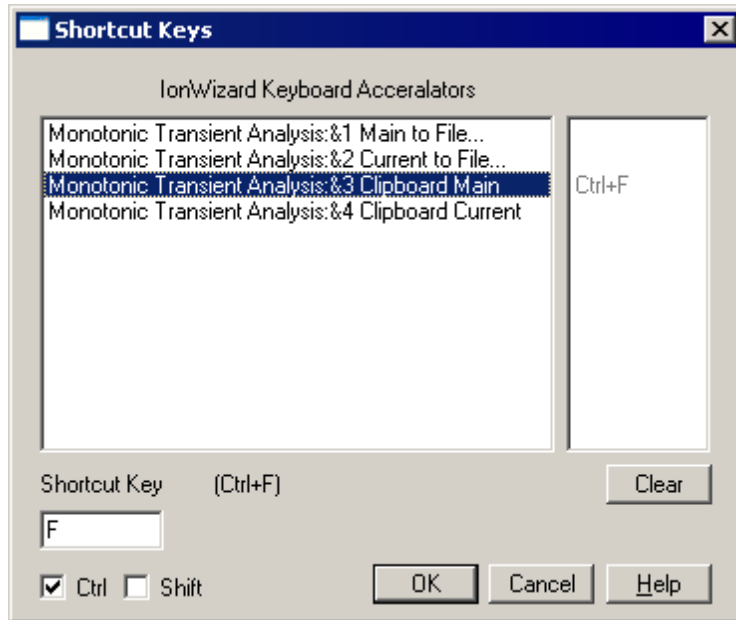 Shortcut Keys
IonWizard Keyboard Acceralators
Monotonic Transient Analysis:&1 Main to File...
Monotonic Transient Analysis:&2 Current to File...
Monotonic Transient Analysis:&3 Clipboard Main
Ctrl+F
Monotonic Transient Analysis:&4 Clipboard Current
Shortcut Key (Ctrl+F)
Clear
F
Ctrl Shift
OK Cancel Help